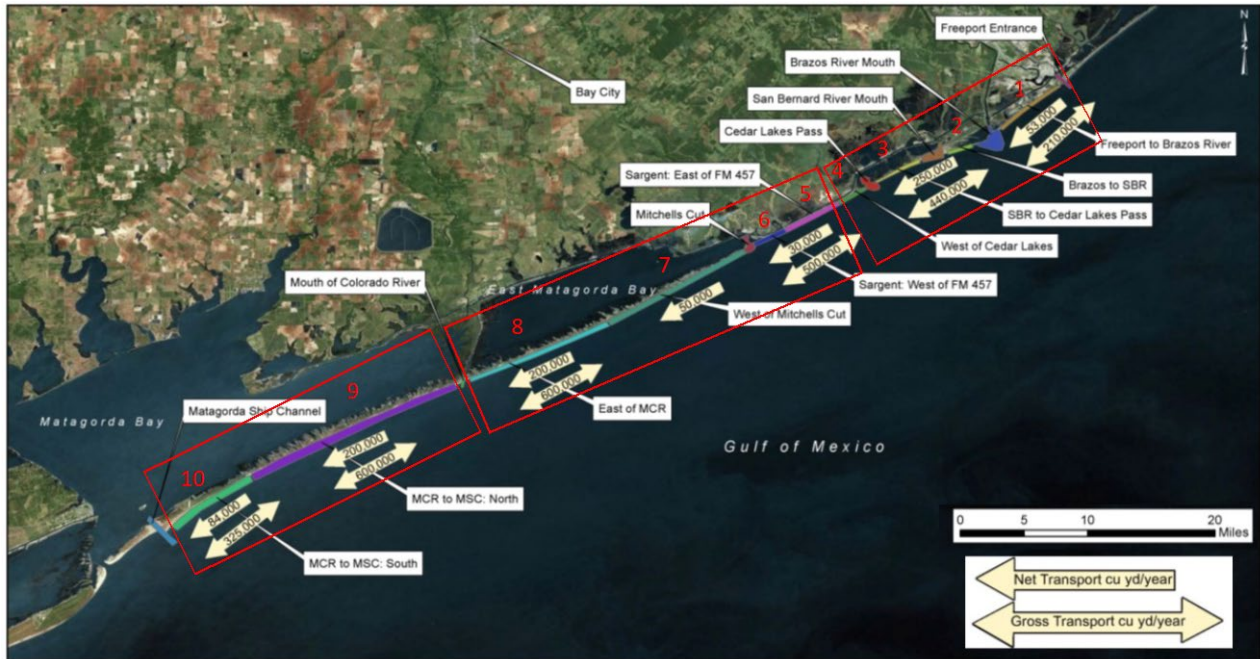 Freeport Entrance
N
Brazos River Mouth
Bay City
San Bernard River Mouth
1
Cedar Lakes Pass
2
53,000
210,000
Freeport to Brazos River
3
Sargent: East of FM 457
4
250,000
440,000
Brazos to SBR
5
Mitchells Cut
6
SBR to Cedar Lakes Pass
30,000
500,000
West of Cedar Lakes
7
Mouth of Colorado River
East Matagorda Bay
Sargent: West of FM 457
50,000
West of Mitchells Cut
8
200,000
600,000
East of MCR
9
Matagorda Ship Channel
Matagorda Bay
Gulf of Mexico
200,000
600,000
10
MCR to MSC: North
84,000
325,000
MCR to MSC: South
0 5 10 20
Miles
Net Transport cu yd/year
Gross Transport cu yd/year